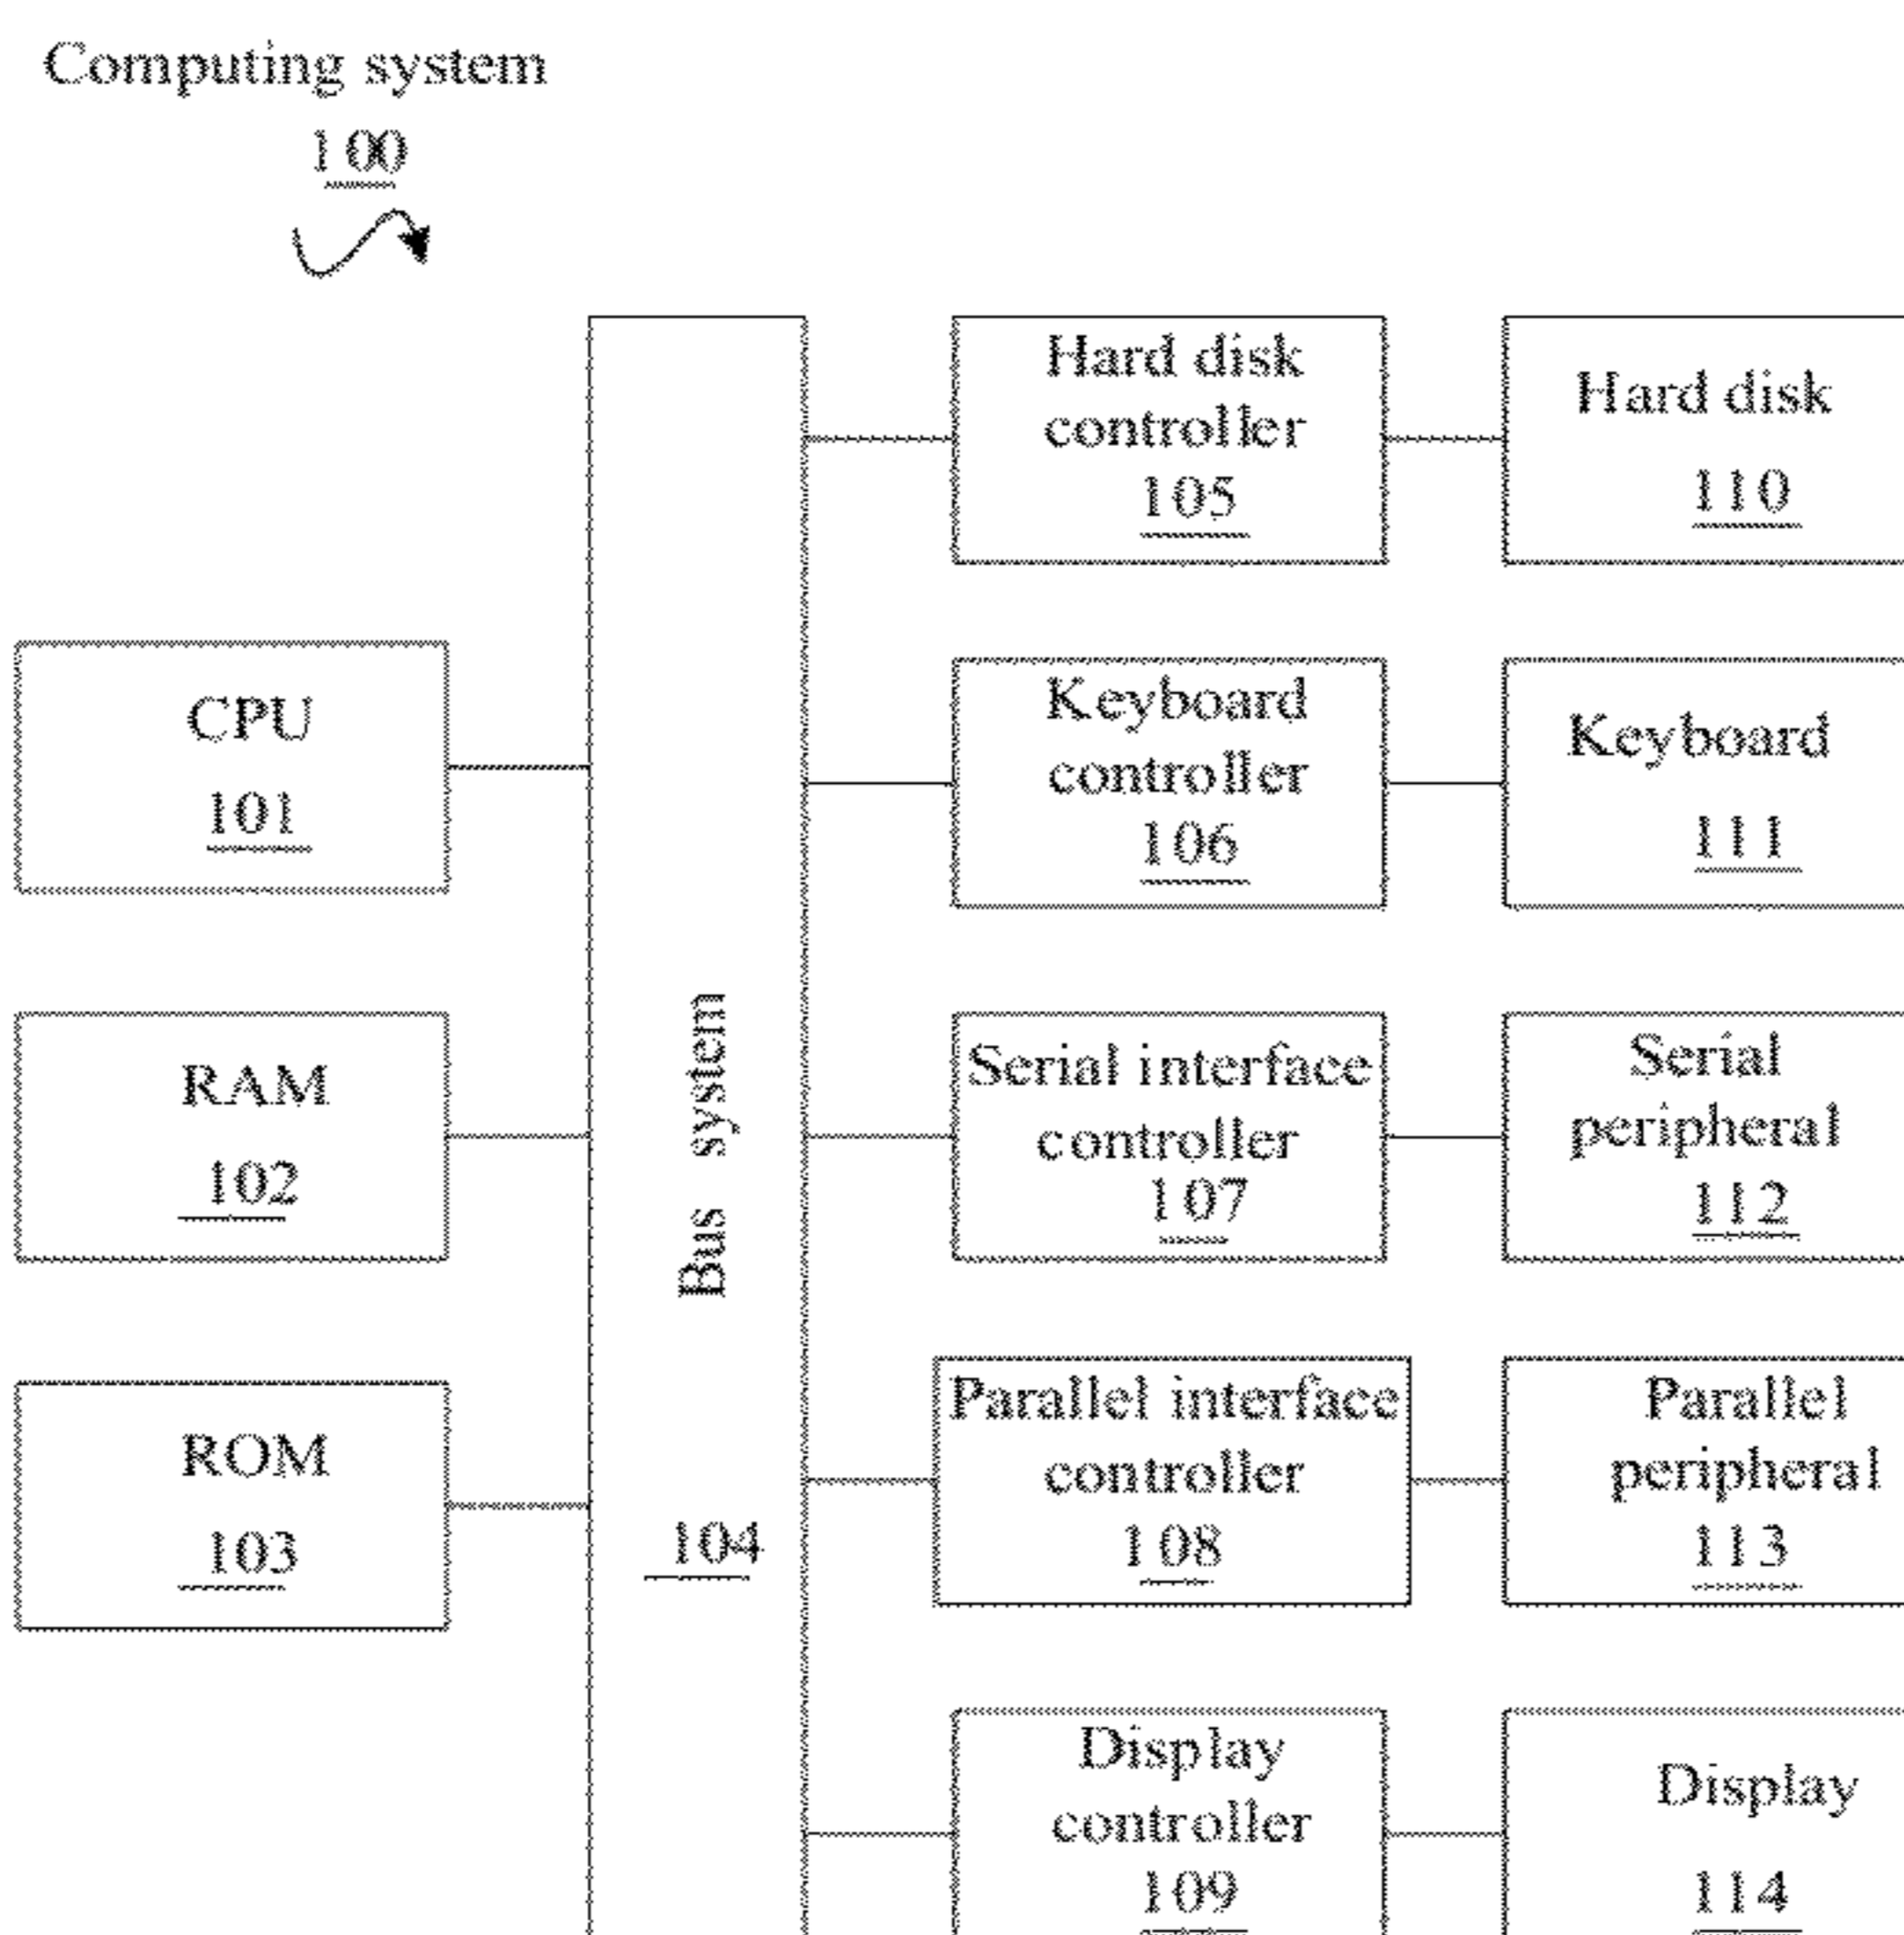 Computing system
100
Hard disk
controller
105
Hard disk
110
CPU
101
Keyboard
controller
106
Keyboard
111
RAM
102
Bus system
104
Serial interface
controller
107
Serial
peripheral
112
ROM
103
Parallel interface
controller
108
Parallel
peripheral
113
Display
controller
109
Display
114